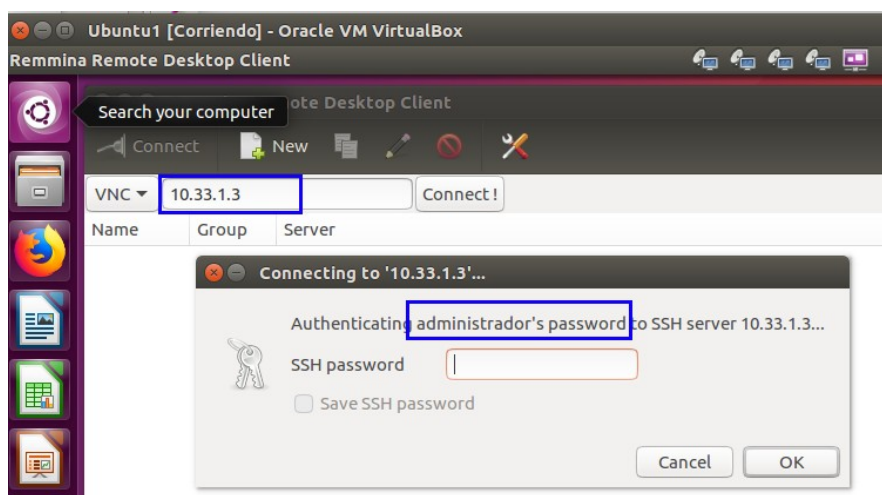 Ubuntu1 [Corriendo] - Oracle VM VirtualBox
Remmina Remote Desktop Client
Search your computer
ote Desktop Client
Connect
New
VNC
10.33.1.3
Connect !
Name Group Server
Connecting to '10.33.1.3'...
Authenticating administrador's password to SSH server 10.33.1.3...
SSH password
Save SSH password
Cancel OK